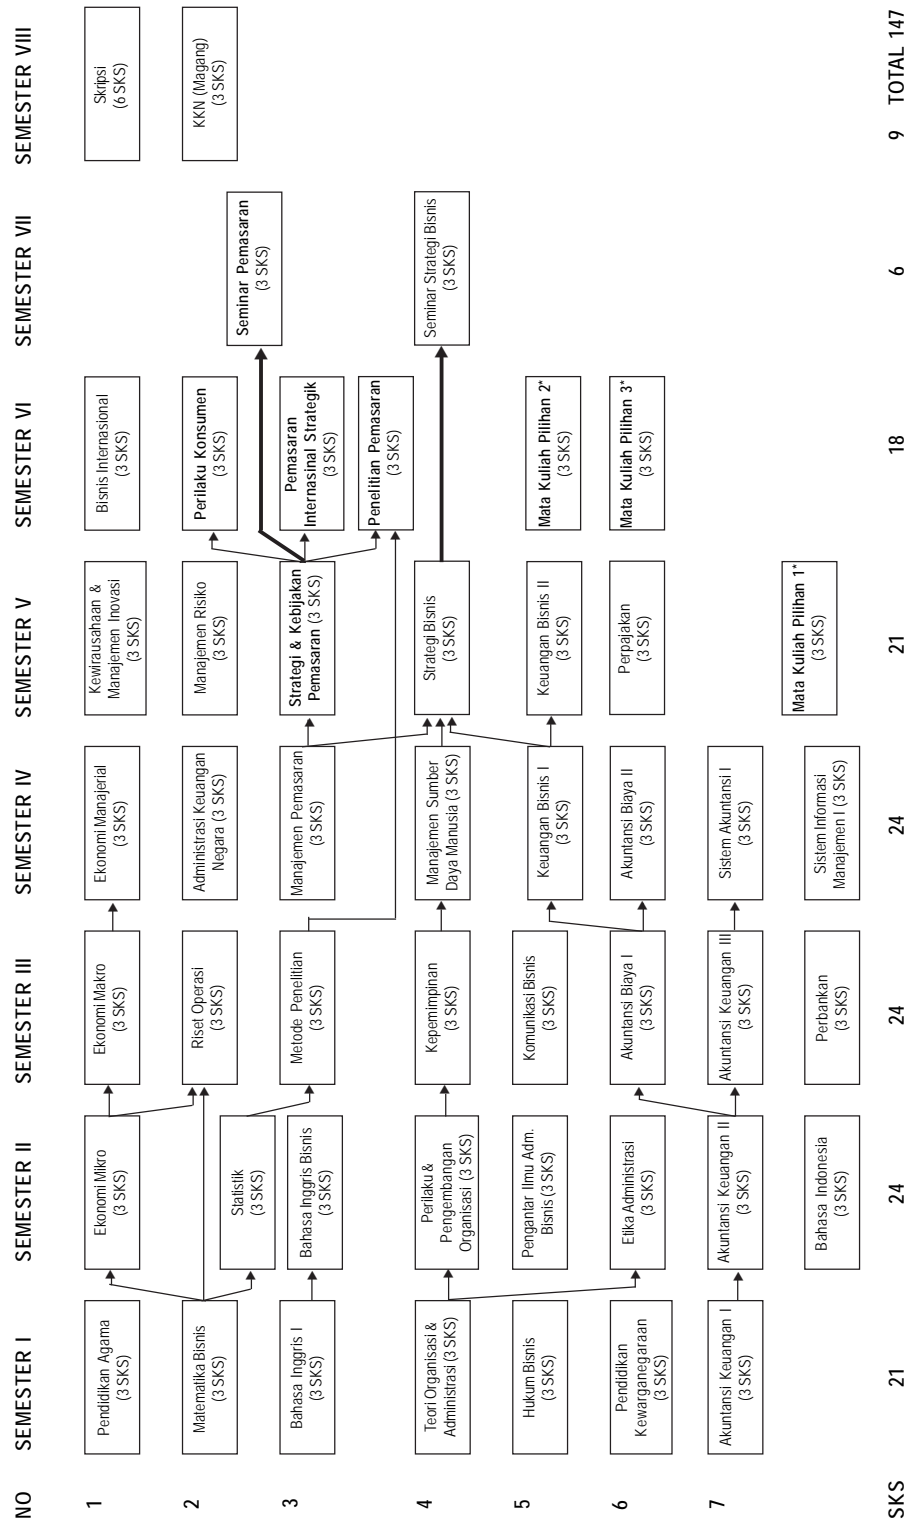 NO
SEMESTER I
SEMESTER II
SEMESTER III
SEMESTER IV
SEMESTER V
SEMESTER VI
SEMESTER VII
SEMESTER VIII
1
Pendidikan Agama
(3 SKS)
Ekonomi Mikro
(3 SKS)
Ekonomi Makro
(3 SKS)
Ekonomi Manajerial
(3 SKS)
Kewirausahaan &
Manajemen Inovasi
(3 SKS)
Bisnis Internasional
(3 SKS)
Skripsi
(6 SKS)
2
Matematika Bisnis
(3 SKS)
Statistik
(3 SKS)
Riset Operasi
(3 SKS)
Administrasi Keuangan
Negara (3 SKS)
Manajemen Risiko
(3 SKS)
Perilaku Konsumen
(3 SKS)
Seminar Pemasaran
(3 SKS)
KKN (Magang)
(3 SKS)
3
Bahasa Inggris I
(3 SKS)
Bahasa Inggris Bisnis
(3 SKS)
Metode Penelitian
(3 SKS)
Manajemen Pemasaran
(3 SKS)
Strategi & Kebijakan
Pemasaran (3 SKS)
Pemasaran
Internasinal Strategik
(3 SKS)
Penelitian Pemasaran
(3 SKS)
4
Teori Organisasi &
Administrasi (3 SKS)
Perilaku &
Pengembangan
Organisasi (3 SKS)
Kepemimpinan
(3 SKS)
Manajemen Sumber
Daya Manusia (3 SKS)
Strategi Bisnis
(3 SKS)
Seminar Strategi Bisnis
(3 SKS)
5
Hukum Bisnis
(3 SKS)
Pengantar Ilmu Adm.
Bisnis (3 SKS)
Komunikasi Bisnis
(3 SKS)
Keuangan Bisnis I
(3 SKS)
Keuangan Bisnis II
(3 SKS)
Mata Kuliah Pilihan 2*
(3 SKS)
6
Pendidikan
Kewarganegaraan
(3 SKS)
Etika Administrasi
(3 SKS)
Akuntansi Biaya I
(3 SKS)
Akuntansi Biaya II
(3 SKS)
Perpajakan
(3 SKS)
Mata Kuliah Pilihan 3*
(3 SKS)
7
Akuntansi Keuangan I
(3 SKS)
Akuntansi Keuangan II
(3 SKS)
Akuntansi Keuangan III
(3 SKS)
Sistem Akuntansi I
(3 SKS)
Mata Kuliah Pilihan 1*
(3 SKS)
Bahasa Indonesia
(3 SKS)
Perbankan
(3 SKS)
Sistem Informasi
Manajemen I (3 SKS)
SKS
21
24
24
24
21
18
6
9
TOTAL 147